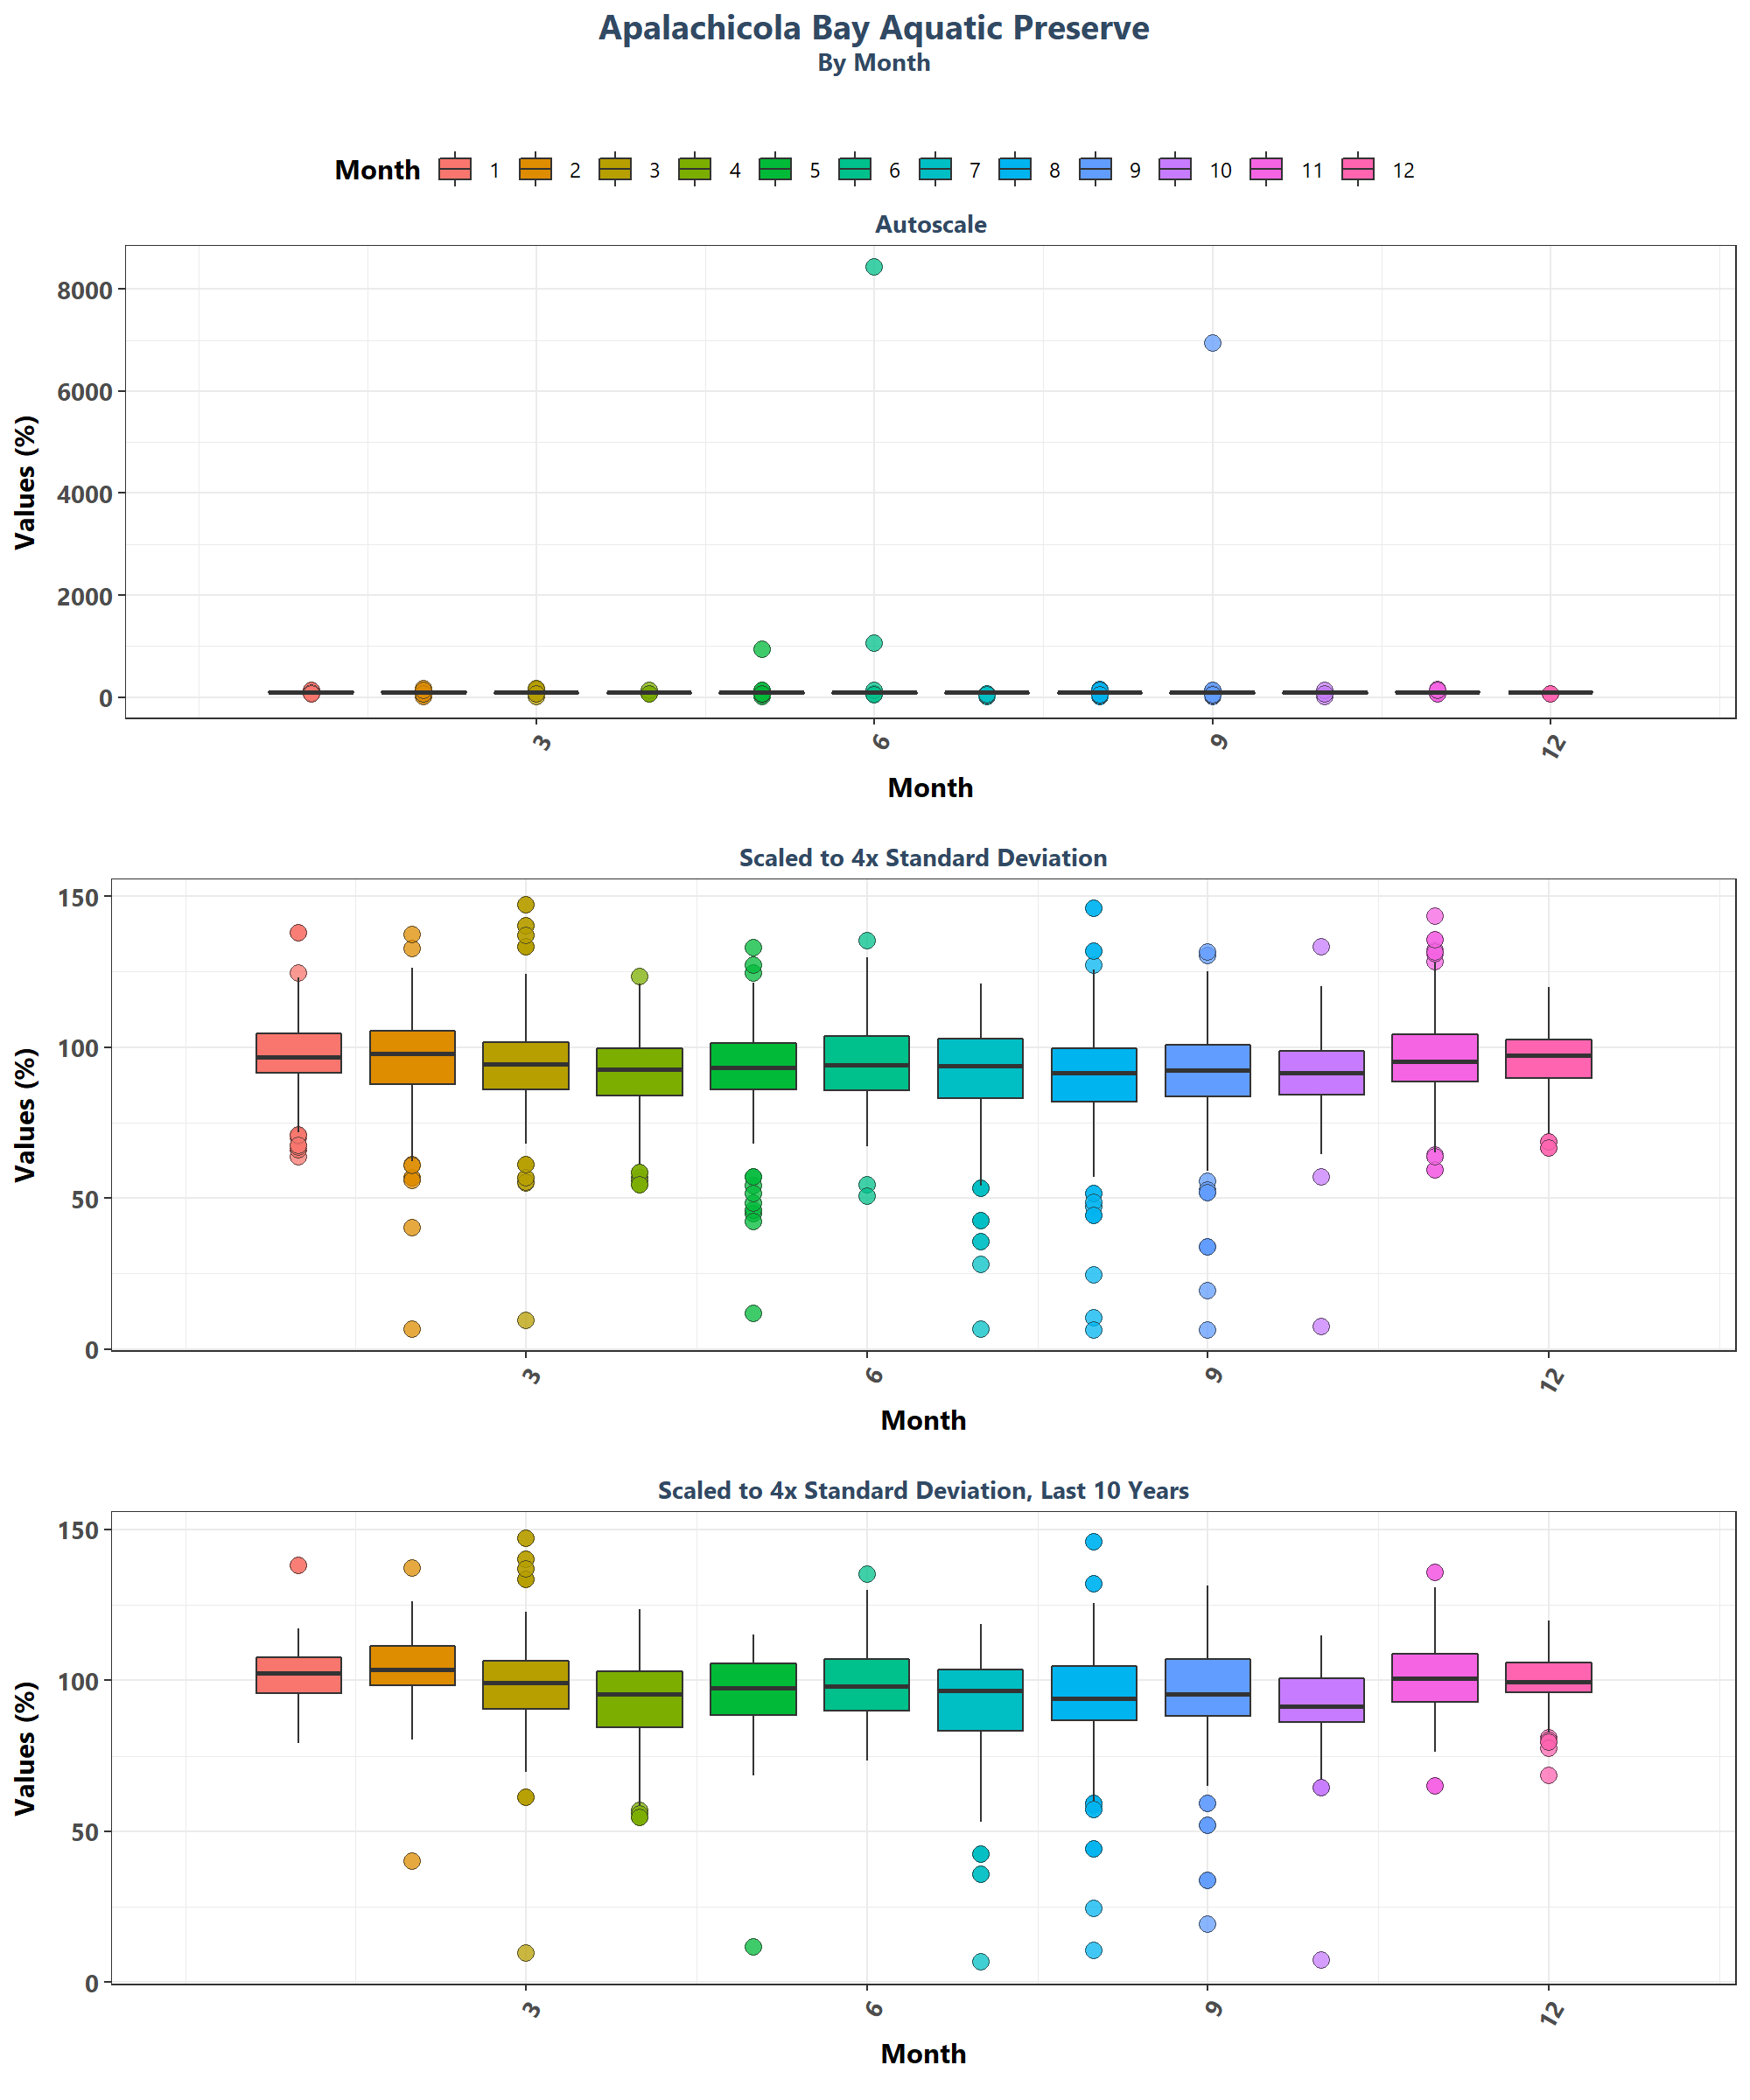 Apalachicola Bay Aquatic Preserve
By Month
Month 1 2 3 4 5 6 7 8 9 10 11 12
Autoscale
8000
6000
4000
2000
0
Values (%)
3 6 9 12
Month
Scaled to 4x Standard Deviation
150
100
50
0
Values (%)
3 6 9 12
Month
Scaled to 4x Standard Deviation, Last 10 Years
150
100
50
0
Values (%)
3 6 9 12
Month